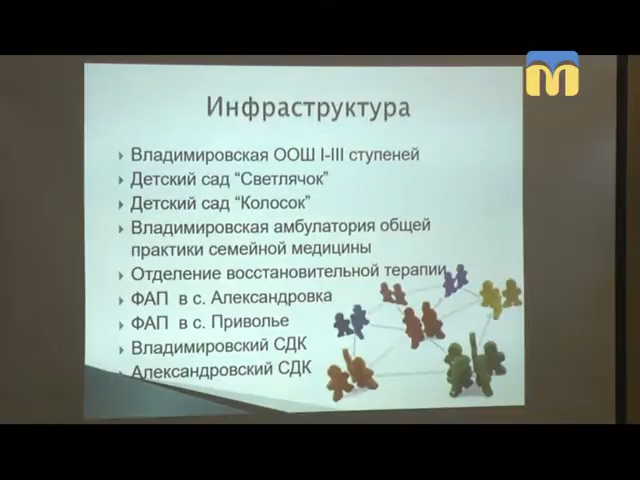 Инфраструктура
Владимировская ООШ I-III ступеней
Детский сад “Светлячок”
Детский сад “Колосок”
Владимировская амбулатория общей
практики семейной медицины
Отделение восстановительной терапии
ФАП в с. Александровка
ФАП в с. Приволье
Владимировский СДК
Александровский СДК